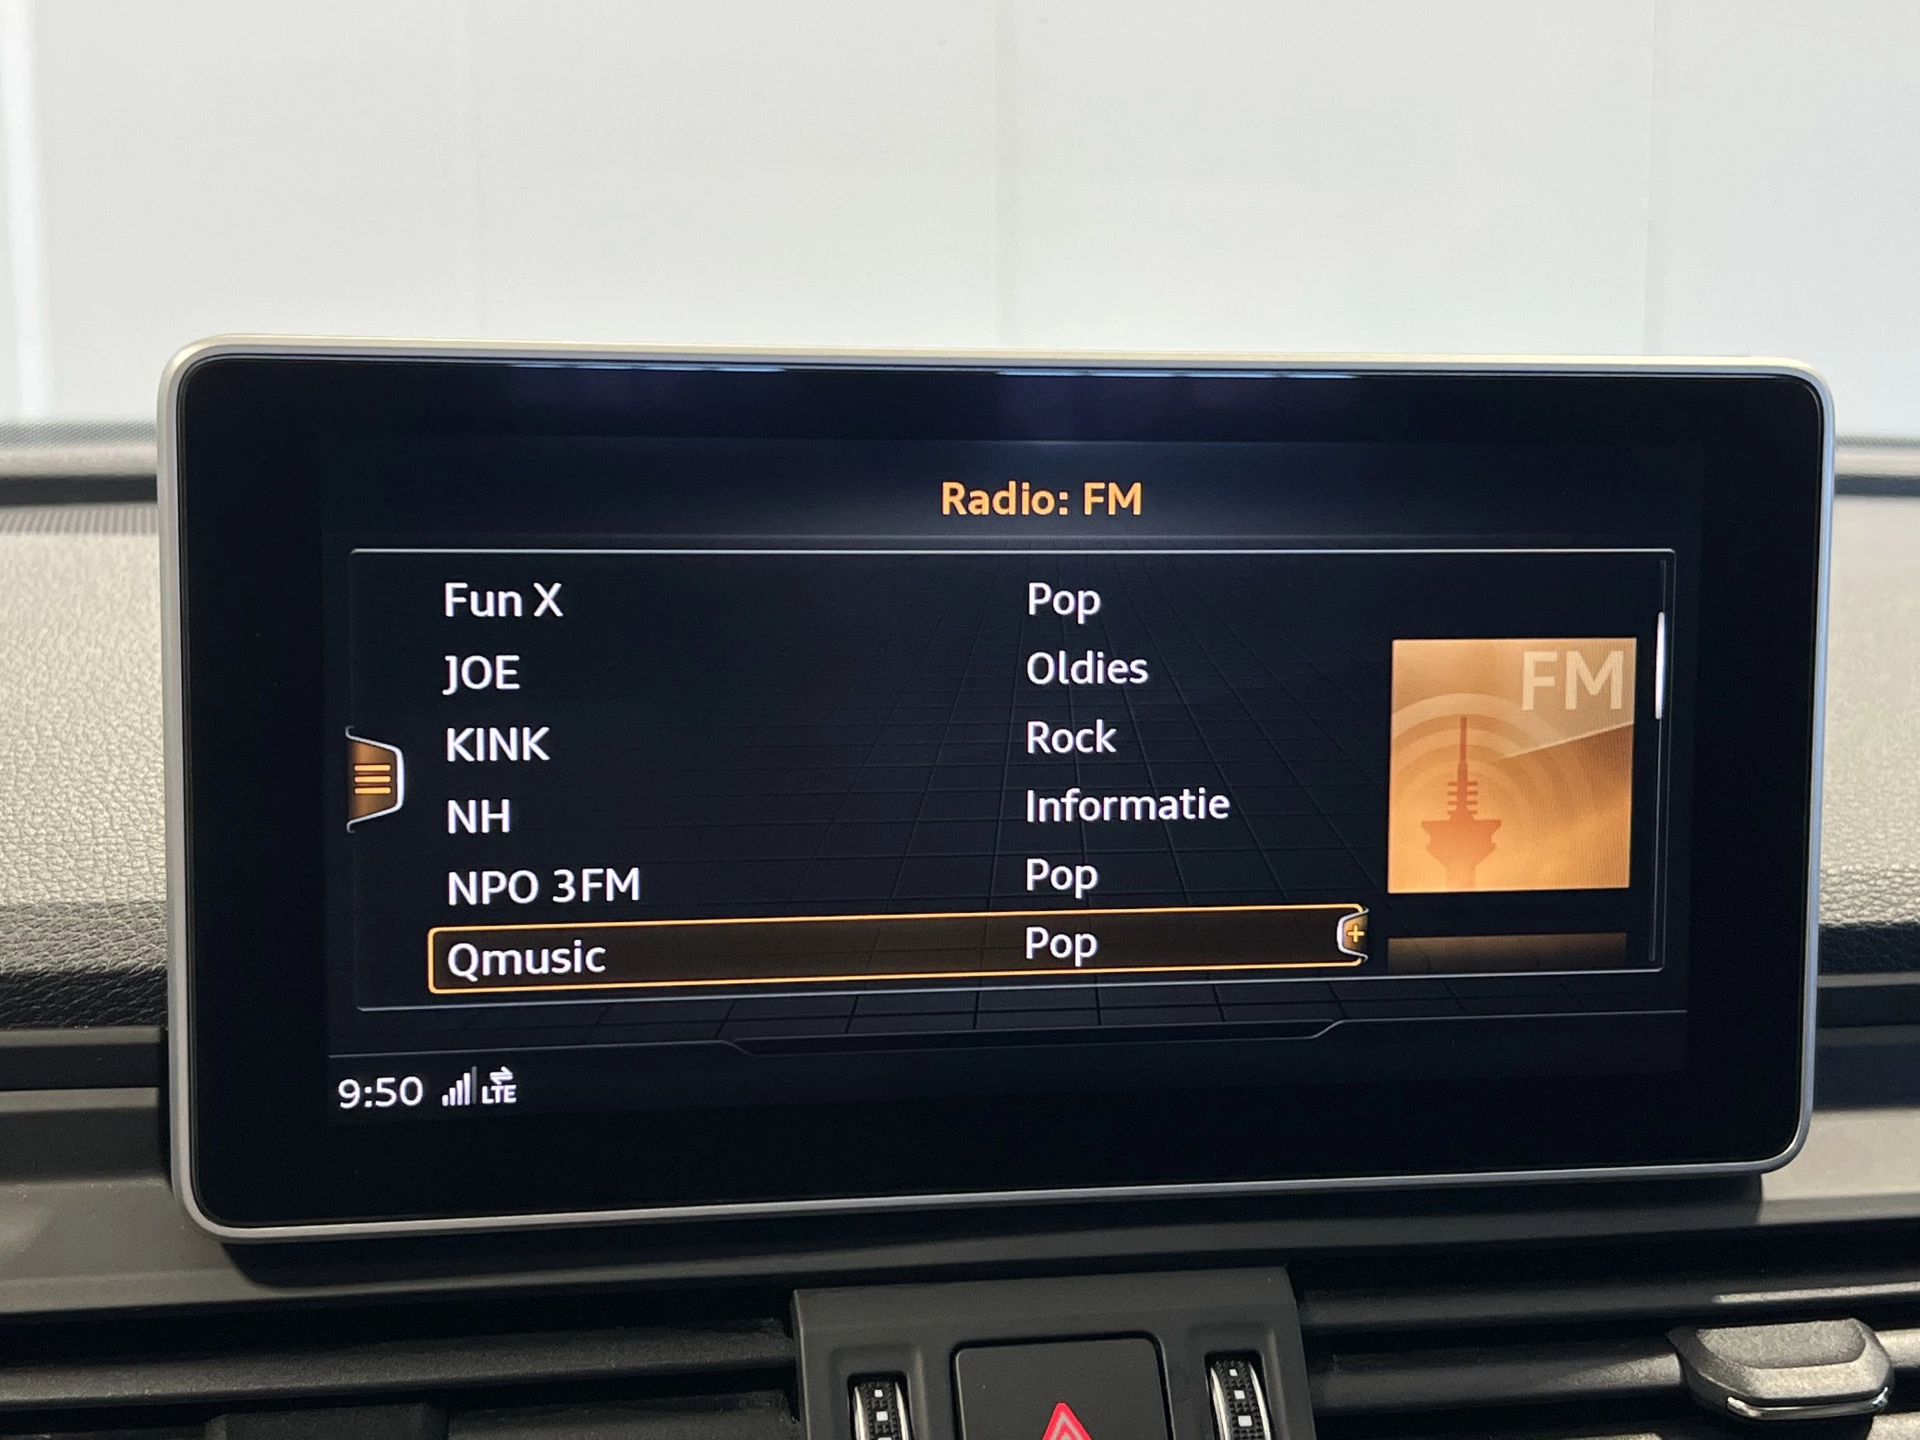 Radio: FM
Fun X Pop
JOE Oldies
KINK Rock
NH Informatie
NPO 3FM Pop
Qmusic Pop
FM
9:50 LTE